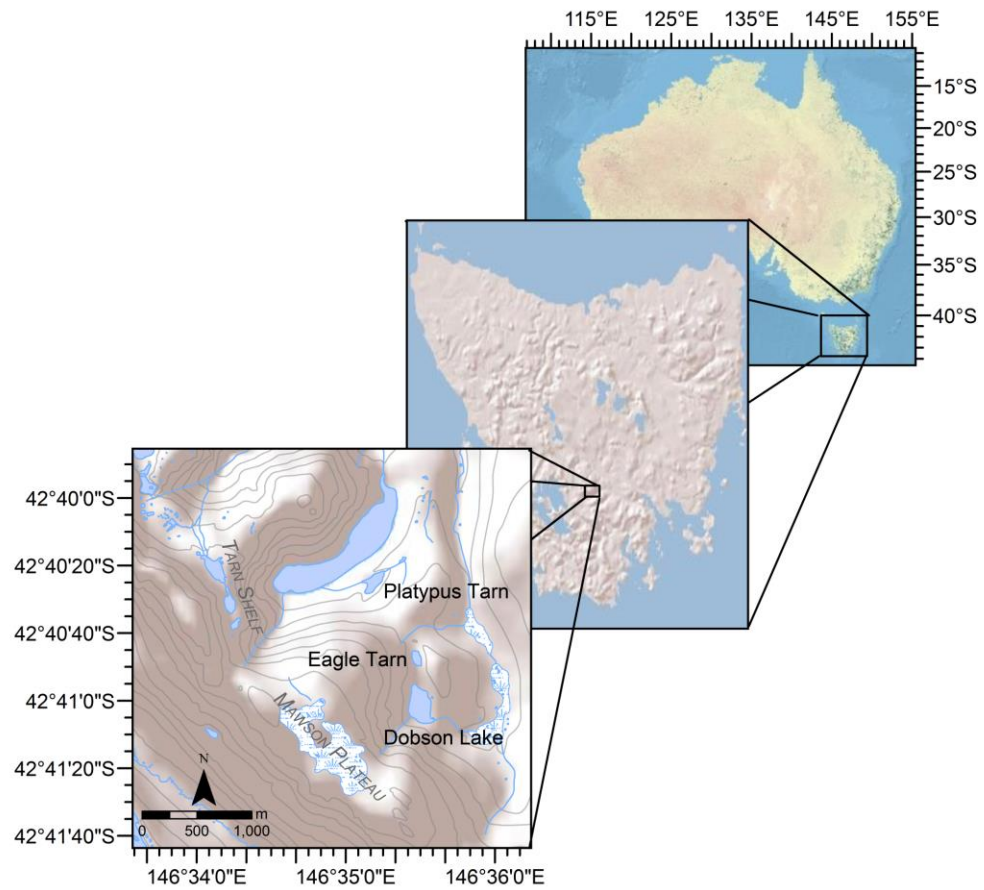 115°E 125°E 135°E 145°E 155°E
15°S
20°S
25°S
30°S
35°S
40°S
42°40'0"S
42°40'20"S
42°40'40"S
42°41'0"S
42°41'20"S
42°41'40"S
TARN SHELF
Platypus Tarn
Eagle Tarn
MAWSON PLATEAU
Dobson Lake
N
m
0 500 1,000
146°34'0"E 146°35'0"E 146°36'0"E